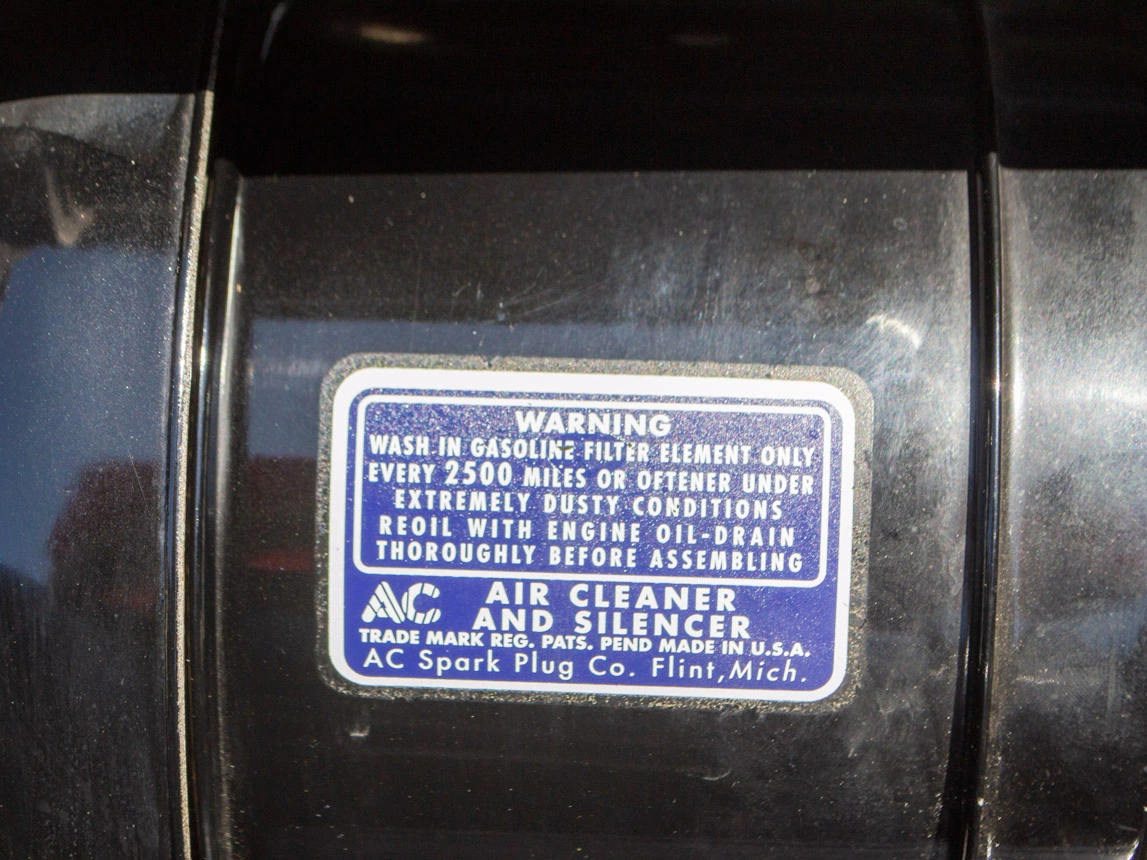 WARNING
WASH IN GASOLINE FILTER ELEMENT ONLY
EVERY 2500 MILES OR OFTENER UNDER
EXTREMELY DUSTY CONDITIONS
REOIL WITH ENGINE OIL-DRAIN
THOROUGHLY BEFORE ASSEMBLING
AC AIR CLEANER
AND SILENCER
TRADE MARK REG. PATS. PEND MADE IN U.S.A.
AC Spark Plug Co. Flint, Mich.